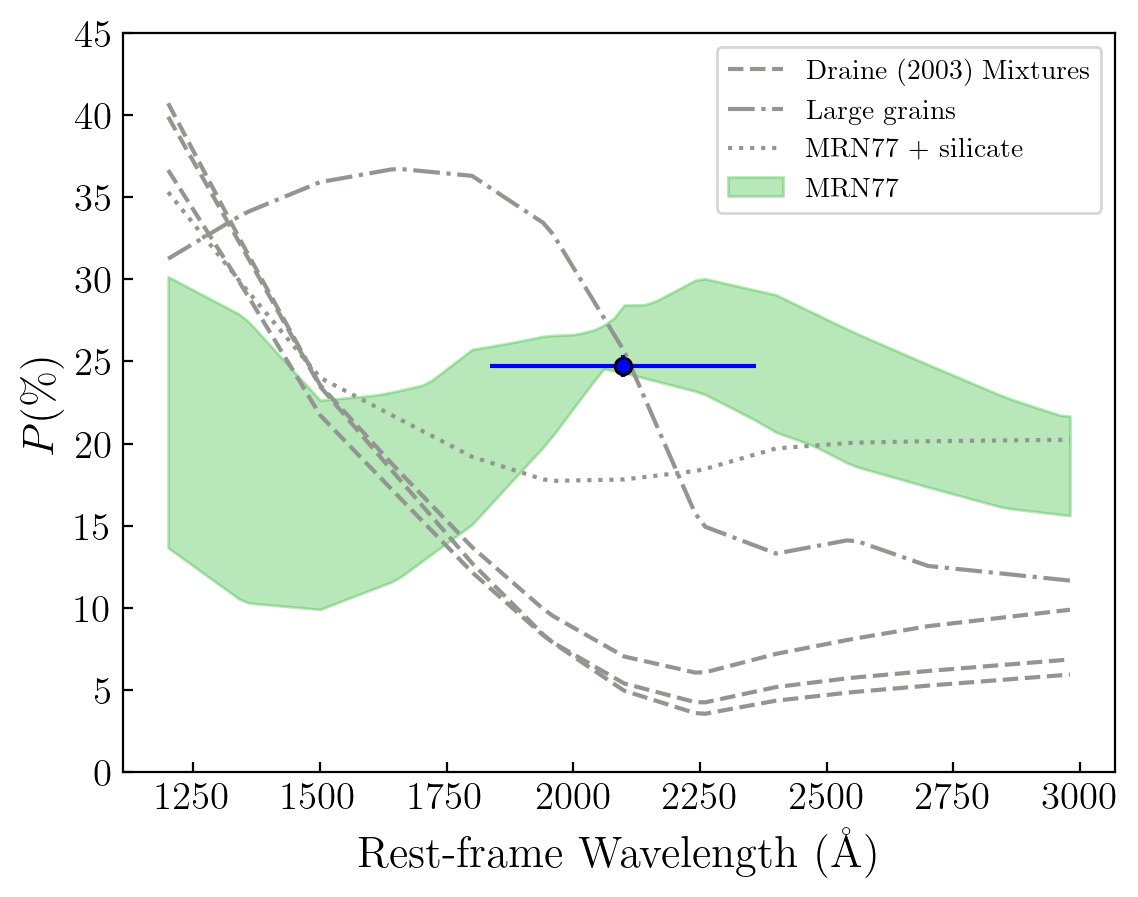 45
40
35
30
25
20
15
10
5
0
P(%)
Draine (2003) Mixtures
Large grains
MRN77 + silicate
MRN77
1250 1500 1750 2000 2250 2500 2750 3000
Rest-frame Wavelength (Å)